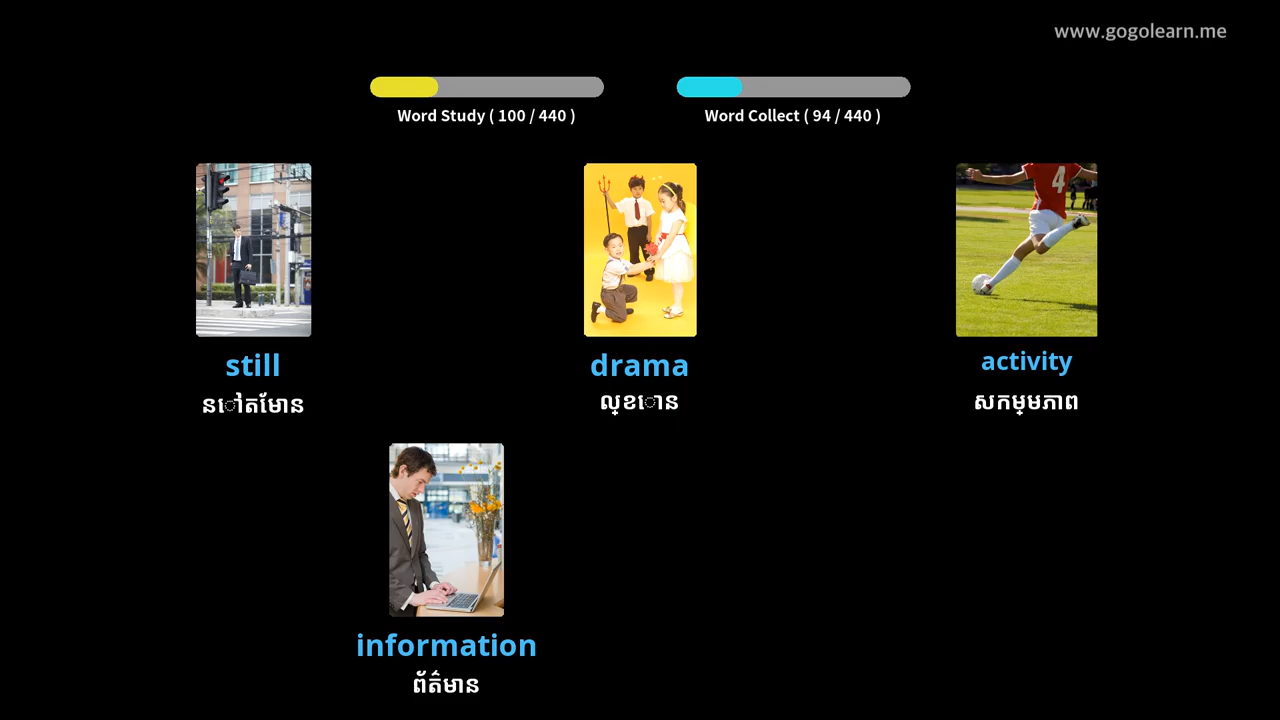 www.gogolearn.me
Word Study ( 100 / 440 )
Word Collect ( 94 / 440 )
4
still
drama
activity
នៅតែមាន
ល្ខោន
សកម្មភាព
information
ព័ត៌មាន